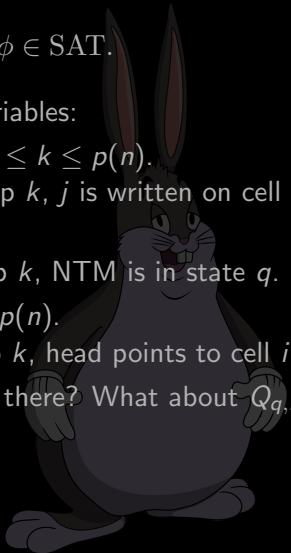 ϕ ∈ SAT.
riables:
≤ k ≤ p(n).
p k, j is written on cell
p k, NTM is in state q.
p(n).
k, head points to cell i
there? What about Q_q,